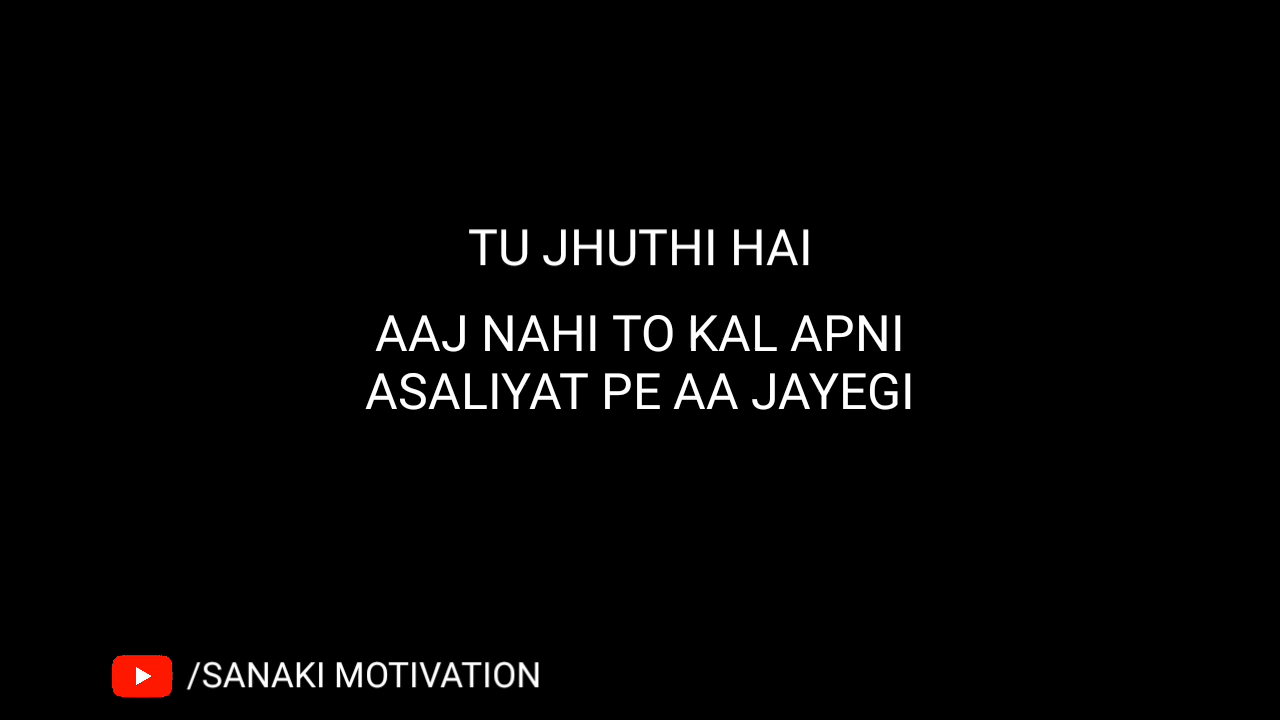 TU JHUTHI HAI
AAJ NAHI TO KAL APNI
ASALIYAT PE AA JAYEGI
/SANAKI MOTIVATION